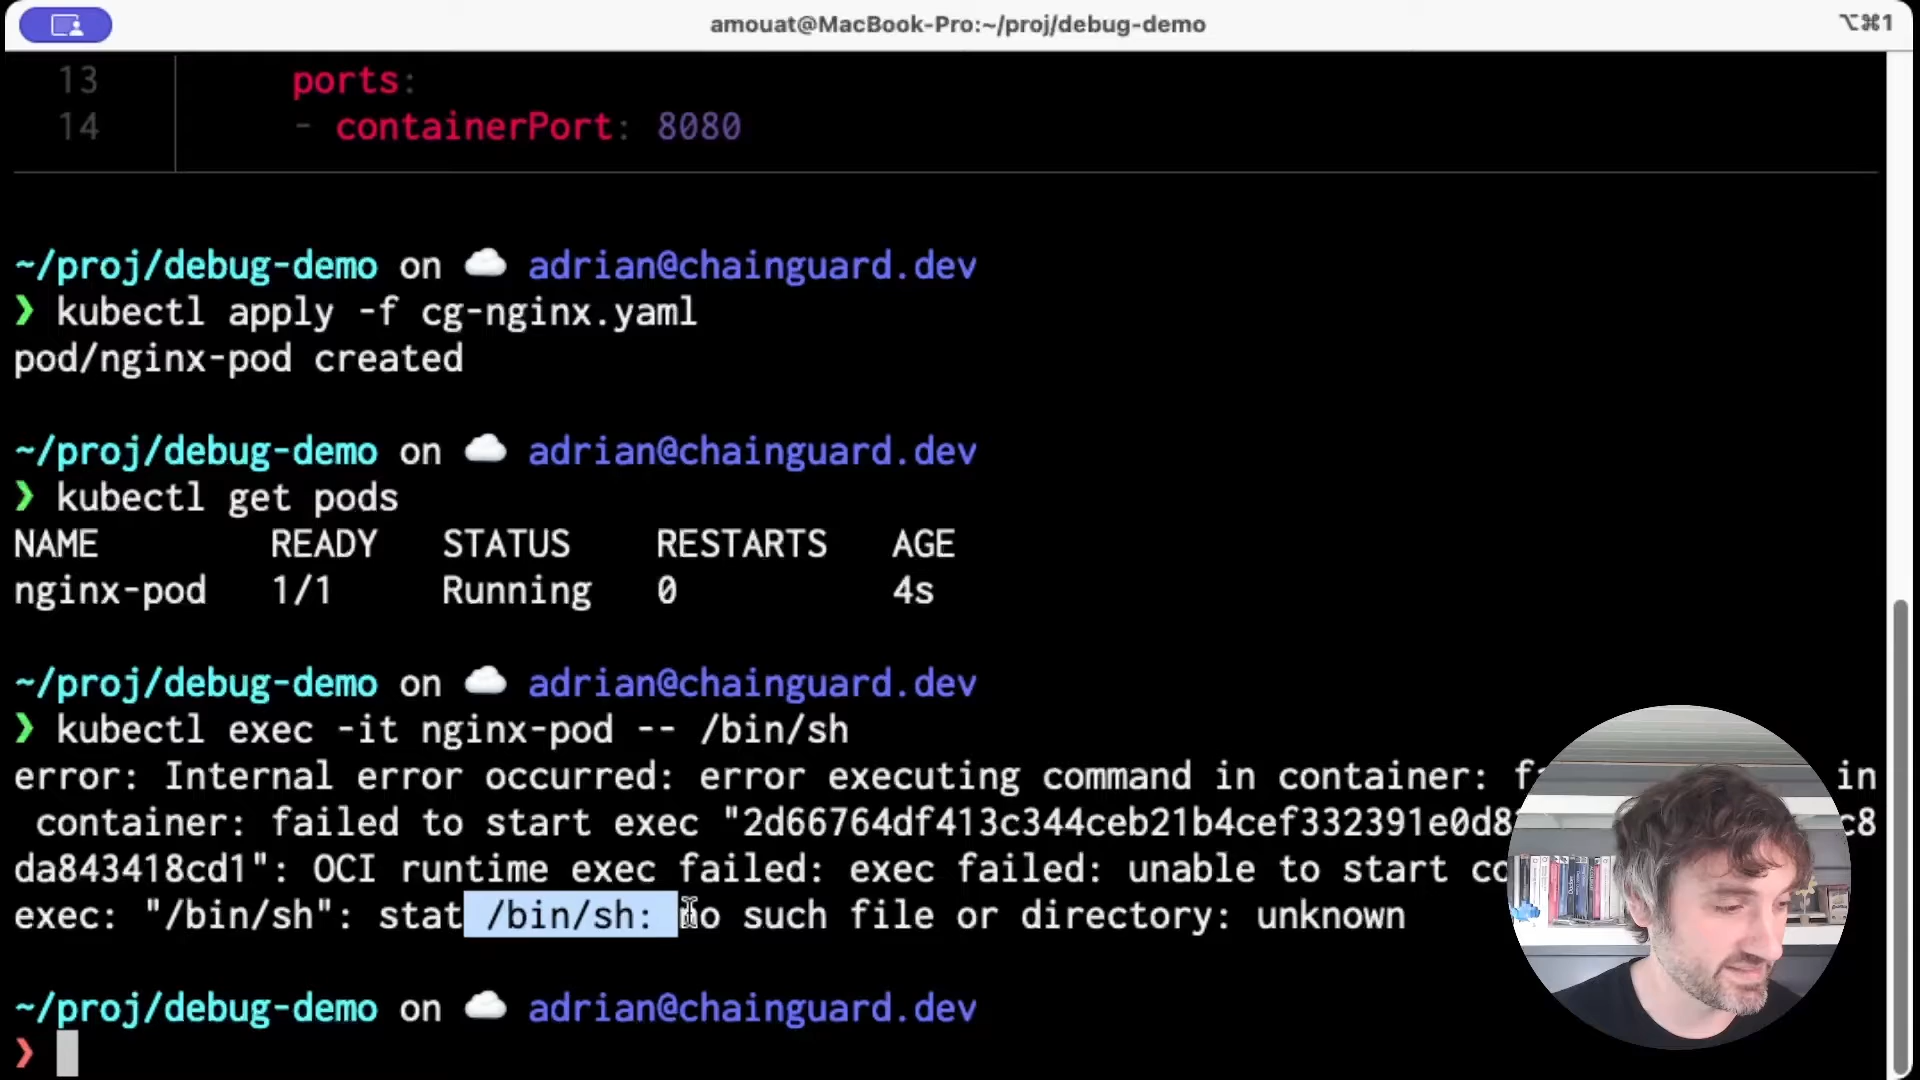 amouat@MacBook-Pro:~/proj/debug-demo
⌥⌘1
13 ports:
14 - containerPort: 8080
~/proj/debug-demo on ☁️ adrian@chainguard.dev
❯ kubectl apply -f cg-nginx.yaml
pod/nginx-pod created
~/proj/debug-demo on ☁️ adrian@chainguard.dev
❯ kubectl get pods
NAME READY STATUS RESTARTS AGE
nginx-pod 1/1 Running 0 4s
~/proj/debug-demo on ☁️ adrian@chainguard.dev
❯ kubectl exec -it nginx-pod -- /bin/sh
error: Internal error occurred: error executing command in container: in
container: failed to start exec "2d66764df413c344ceb21b4cef332391e0d8 c8
da843418cd1": OCI runtime exec failed: exec failed: unable to start
exec: "/bin/sh": stat /bin/sh: no such file or directory: unknown
~/proj/debug-demo on ☁️ adrian@chainguard.dev
❯